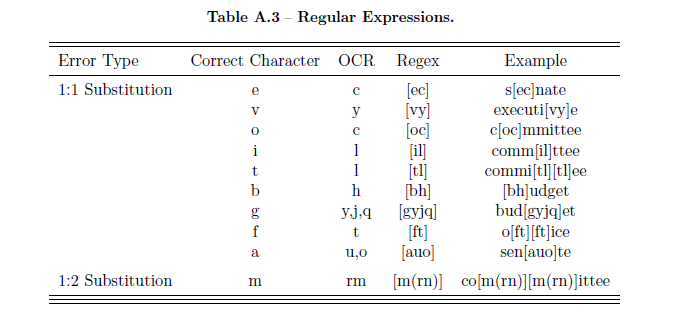 Table A.3 – Regular Expressions.
Error Type Correct Character OCR Regex Example
1:1 Substitution e c [ec] s[ec]nate
v y [vy] executi[vy]e
o c [oc] c[oc]mmittee
i l [il] comm[il]ttee
t l [tl] commi[tl][tl]ee
b h [bh] [bh]udget
g y,j,q [gyjq] bud[gyjq]et
f t [ft] o[ft][ft]ice
a u,o [auo] sen[auo]te
1:2 Substitution m rm [m(rn)] co[m(rn)][m(rn)]ittee